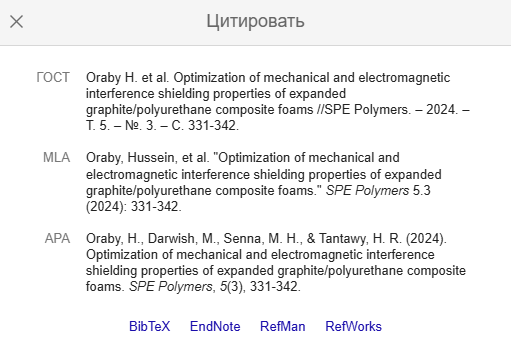 Цитировать
ГОСТ Oraby H. et al. Optimization of mechanical and electromagnetic
interference shielding properties of expanded
graphite/polyurethane composite foams //SPE Polymers. – 2024. –
Т. 5. – №. 3. – С. 331-342.
MLA Oraby, Hussein, et al. "Optimization of mechanical and
electromagnetic interference shielding properties of expanded
graphite/polyurethane composite foams." SPE Polymers 5.3
(2024): 331-342.
APA Oraby, H., Darwish, M., Senna, M. H., & Tantawy, H. R. (2024).
Optimization of mechanical and electromagnetic interference
shielding properties of expanded graphite/polyurethane composite
foams. SPE Polymers, 5(3), 331-342.
BibTeX EndNote RefMan RefWorks